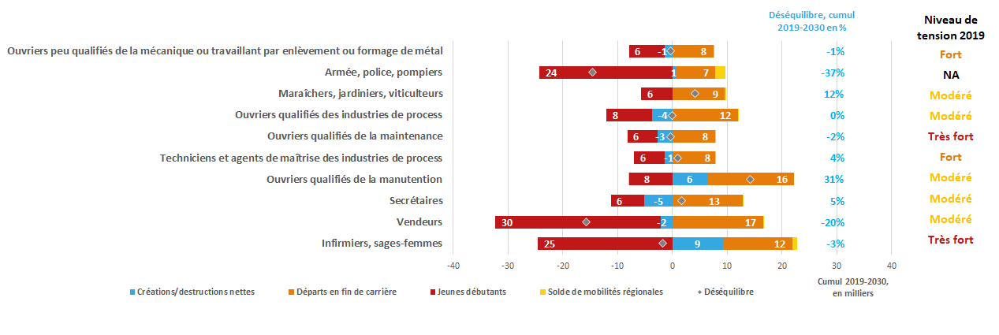 Déséquilibre, cumul
2019-2030 en %
Niveau de
tension 2019
Ouvriers peu qualifiés de la mécanique ou travaillant par enlèvement ou formage de métal 6 -1 8 -1% Fort
Armée, police, pompiers 24 1 7 -37% NA
Maraîchers, jardiniers, viticulteurs 6 9 12% Modéré
Ouvriers qualifiés des industries de process 8 -4 12 0% Modéré
Ouvriers qualifiés de la maintenance 6 -3 8 -2% Très fort
Techniciens et agents de maîtrise des industries de process 6 -1 8 4% Fort
Ouvriers qualifiés de la manutention 8 6 16 31% Modéré
Secrétaires 6 -5 13 5% Modéré
Vendeurs 30 -2 17 -20% Modéré
Infirmiers, sages-femmes 25 9 12 -3% Très fort
-40 -30 -20 -10 0 10 20 30 40
Cumul 2019-2030,
en milliers
Créations/destructions nettes Départs en fin de carrière Jeunes débutants Solde de mobilités régionales Déséquilibre